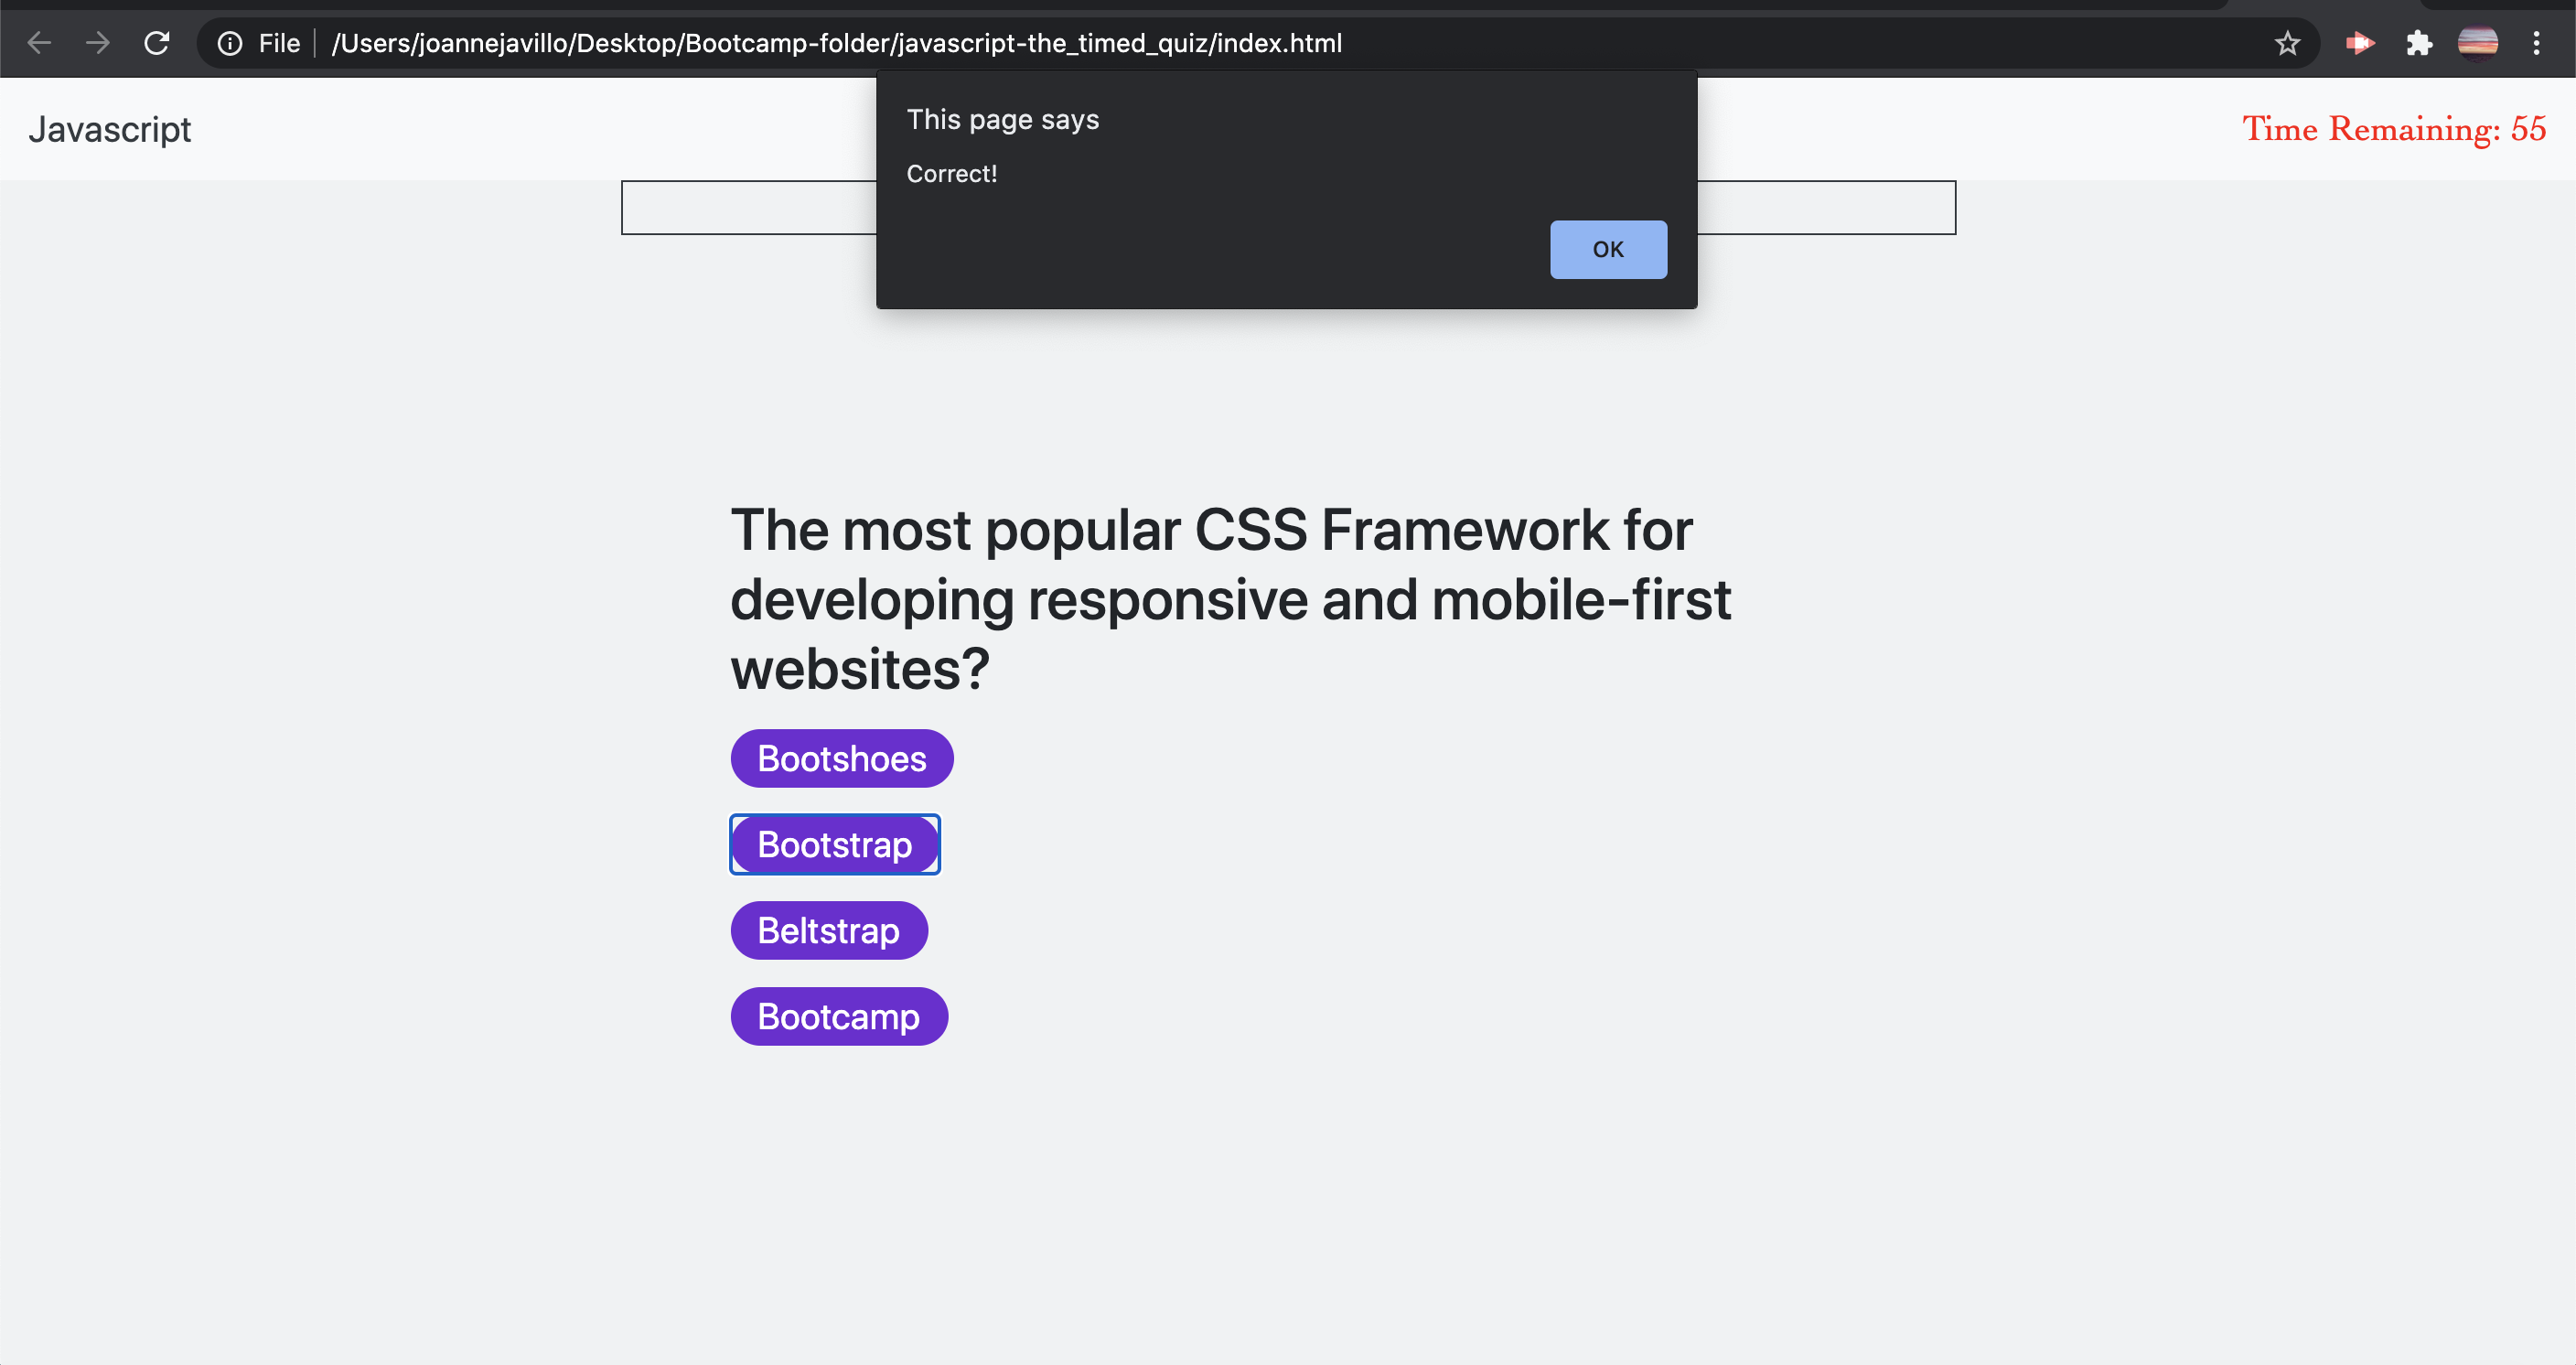 File /Users/joannejavillo/Desktop/Bootcamp-folder/javascript-the_timed_quiz/index.html
This page says
Correct!
OK
Javascript
Time Remaining: 55
The most popular CSS Framework for
developing responsive and mobile-first
websites?
Bootshoes
Bootstrap
Beltstrap
Bootcamp